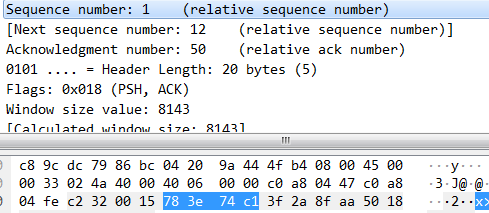 Sequence number: 1 (relative sequence number)
[Next sequence number: 12 (relative sequence number)]
Acknowledgment number: 50 (relative ack number)
0101 .... = Header Length: 20 bytes (5)
Flags: 0x018 (PSH, ACK)
Window size value: 8143
[Calculated window size: 8143]
0 c8 9c dc 79 86 bc 04 20 9a 44 4f b4 08 00 45 00 ...y...
0 00 33 02 4a 40 00 40 06 00 00 c0 a8 04 47 c0 a8 ·3·J@·@·
0 04 fe c2 32 00 15 78 3e 74 c1 3f 2a 8f aa 50 18 ...2..x>